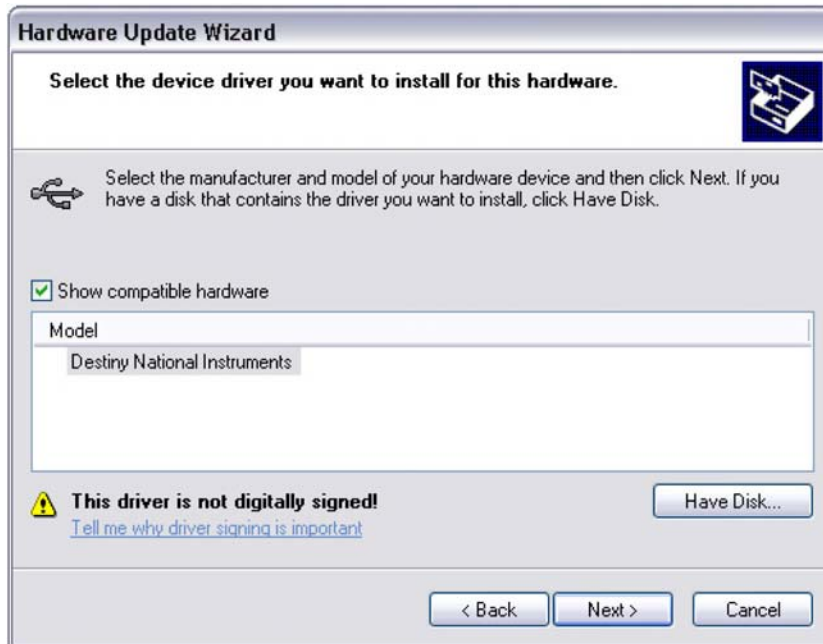 Hardware Update Wizard
Select the device driver you want to install for this hardware.
Select the manufacturer and model of your hardware device and then click Next. If you
have a disk that contains the driver you want to install, click Have Disk.
Show compatible hardware
Model
Destiny National Instruments
This driver is not digitally signed!
Have Disk...
Tell me why driver signing is important
< Back
Next >
Cancel